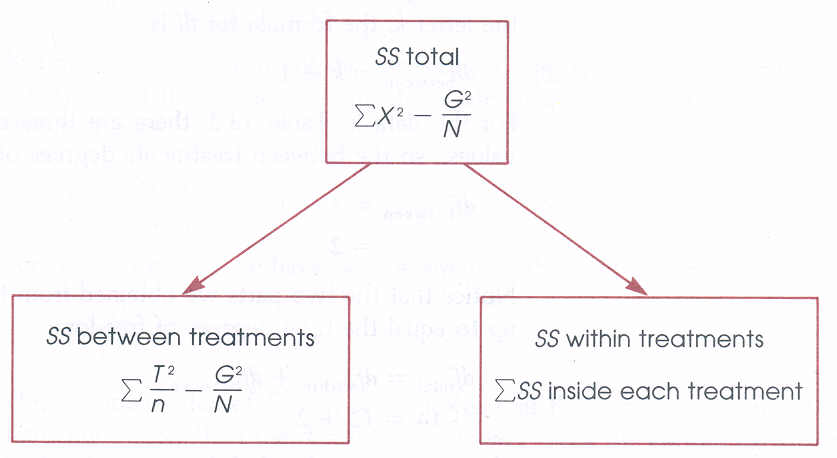 SS total
∑X² − G²/N
SS between treatments
∑ T²/n − G²/N
SS within treatments
∑SS inside each treatment